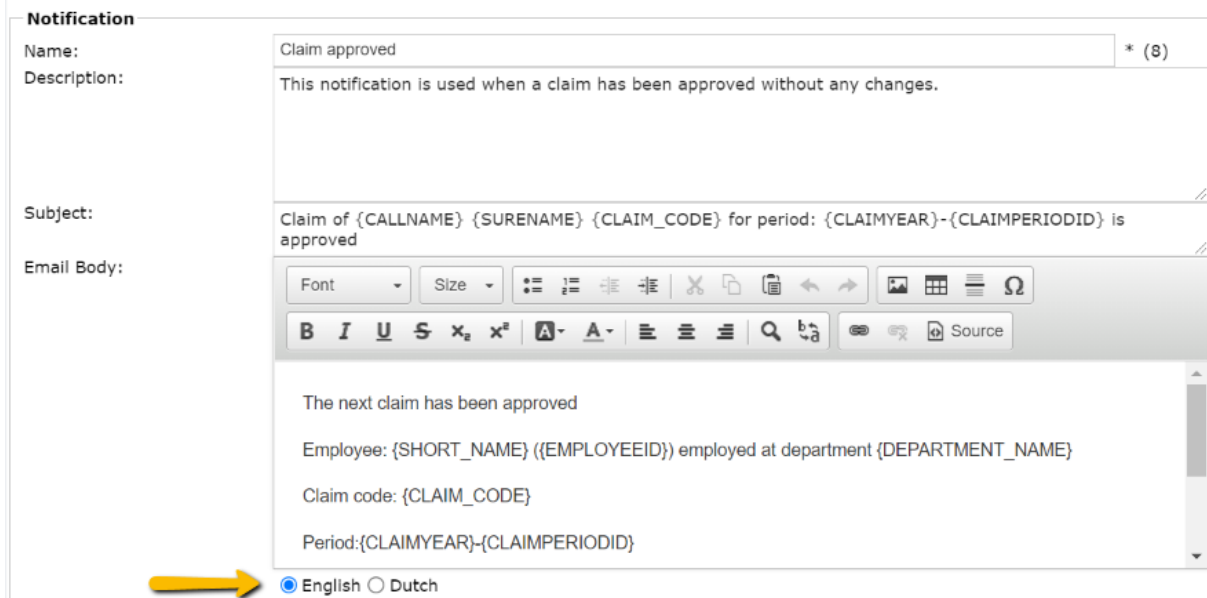 Notification
Name:
Claim approved
* (8)
Description:
This notification is used when a claim has been approved without any changes.
Subject:
Claim of {CALLNAME} {SURENAME} {CLAIM_CODE} for period: {CLAIMYEAR}-{CLAIMPERIODID} is
approved
Email Body:
Font
Size
Source
The next claim has been approved
Employee: {SHORT_NAME} ({EMPLOYEEID}) employed at department {DEPARTMENT_NAME}
Claim code: {CLAIM_CODE}
Period:{CLAIMYEAR}-{CLAIMPERIODID}
English Dutch